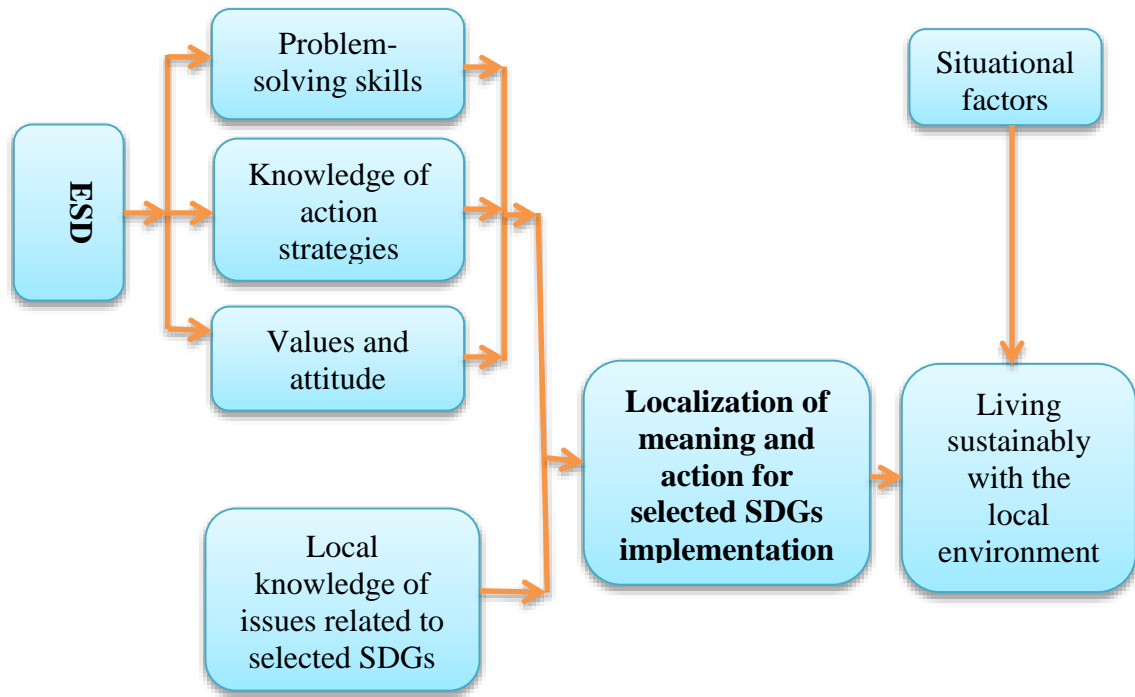 ESD
Problem-
solving skills
Knowledge of
action
strategies
Values and
attitude
Local
knowledge of
issues related to
selected SDGs
Localization of
meaning and
action for
selected SDGs
implementation
Situational
factors
Living
sustainably
with the
local
environment